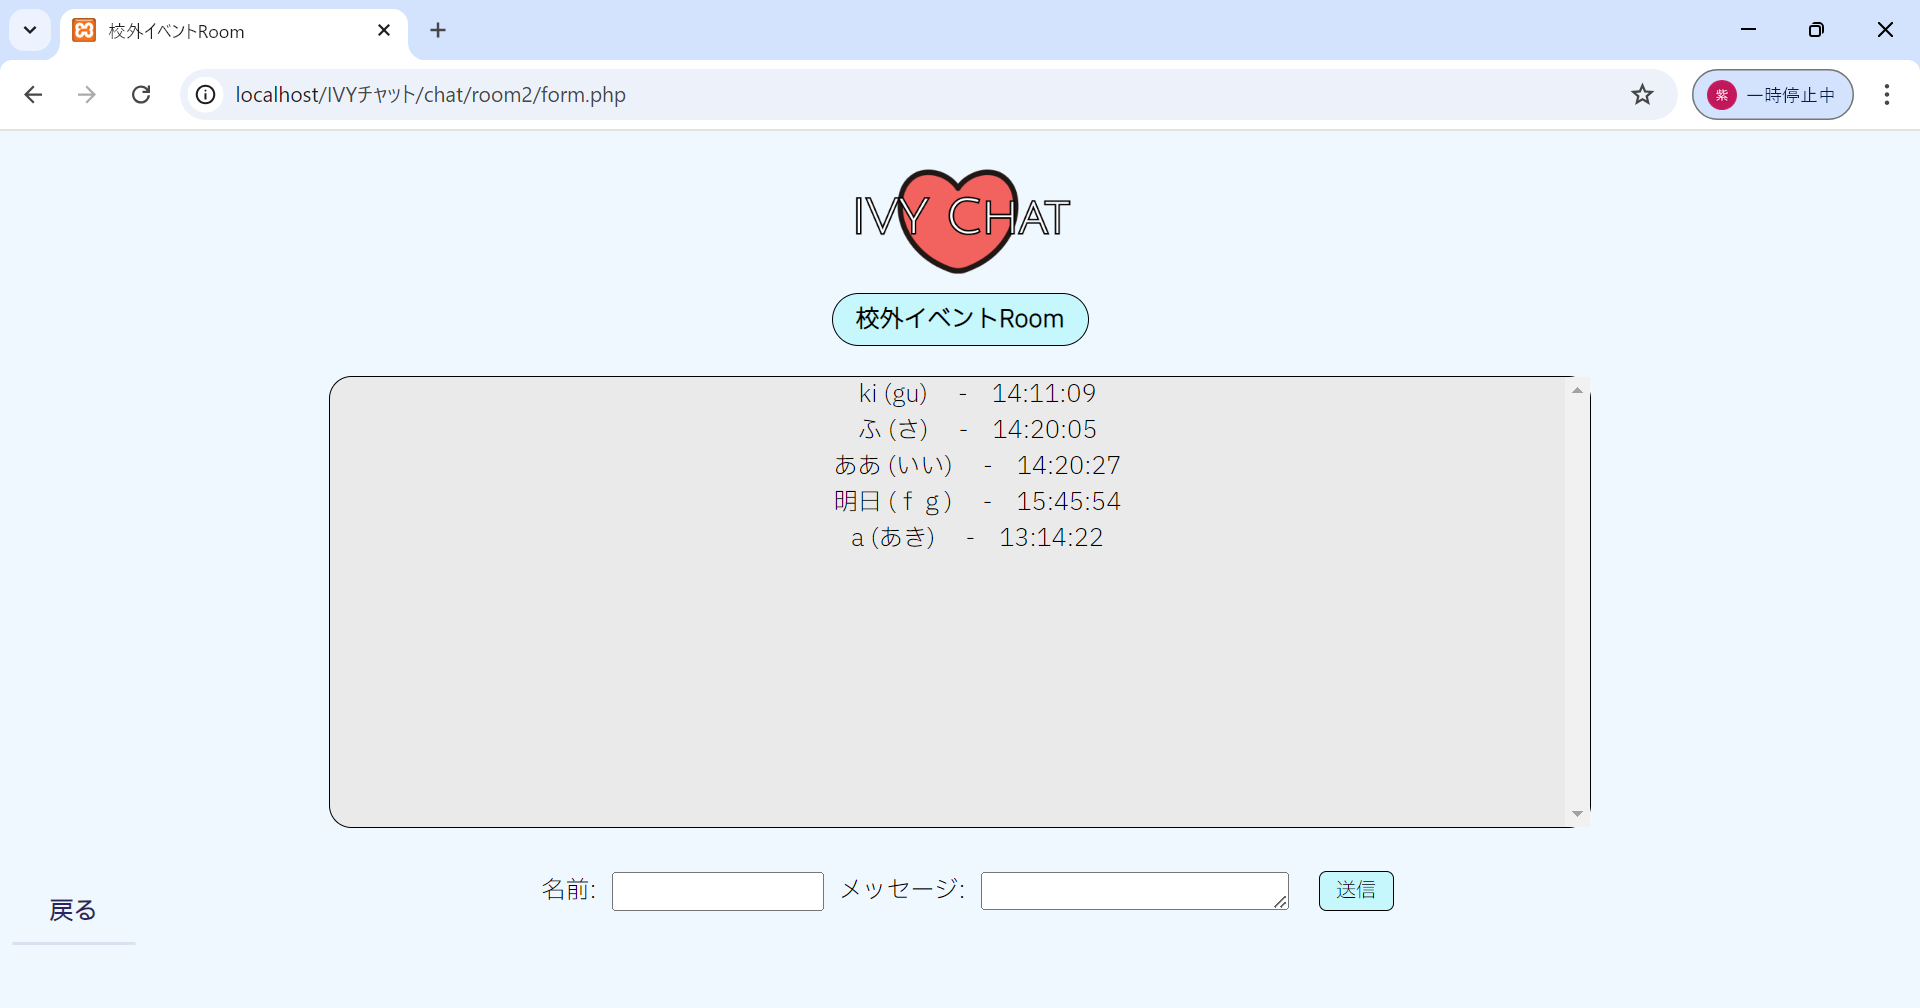 校外イベントRoom
localhost/IVYチャット/chat/room2/form.php
紫 一時停止中
IVY CHAT
校外イベントRoom
ki (gu) - 14:11:09
ふ (さ) - 14:20:05
ああ (いい) - 14:20:27
明日 (ｆｇ) - 15:45:54
a (あき) - 13:14:22
名前: メッセージ: 送信
戻る